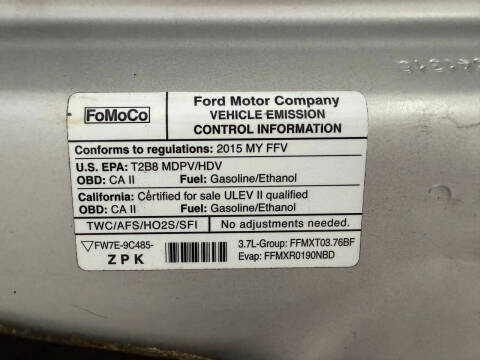 FoMoCo
Ford Motor Company
VEHICLE EMISSION
CONTROL INFORMATION
Conforms to regulations: 2015 MY FFV
U.S. EPA: T2B8 MDPV/HDV
OBD: CA II Fuel: Gasoline/Ethanol
California: Certified for sale ULEV II qualified
OBD: CA II Fuel: Gasoline/Ethanol
TWC/AFS/HO2S/SFI No adjustments needed.
FW7E-9C485-
ZPK
3.7L-Group: FFMXT03.76BF
Evap: FFMXR0190NBD